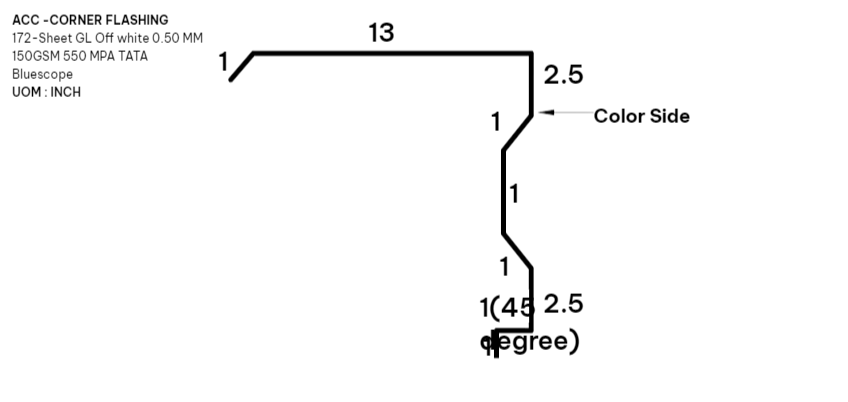 ACC -CORNER FLASHING
172-Sheet GL Off white 0.50 MM
150GSM 550 MPA TATA
Bluescope
UOM : INCH
13
1
2.5
Color Side
1
1
1
1(45 2.5
degree)